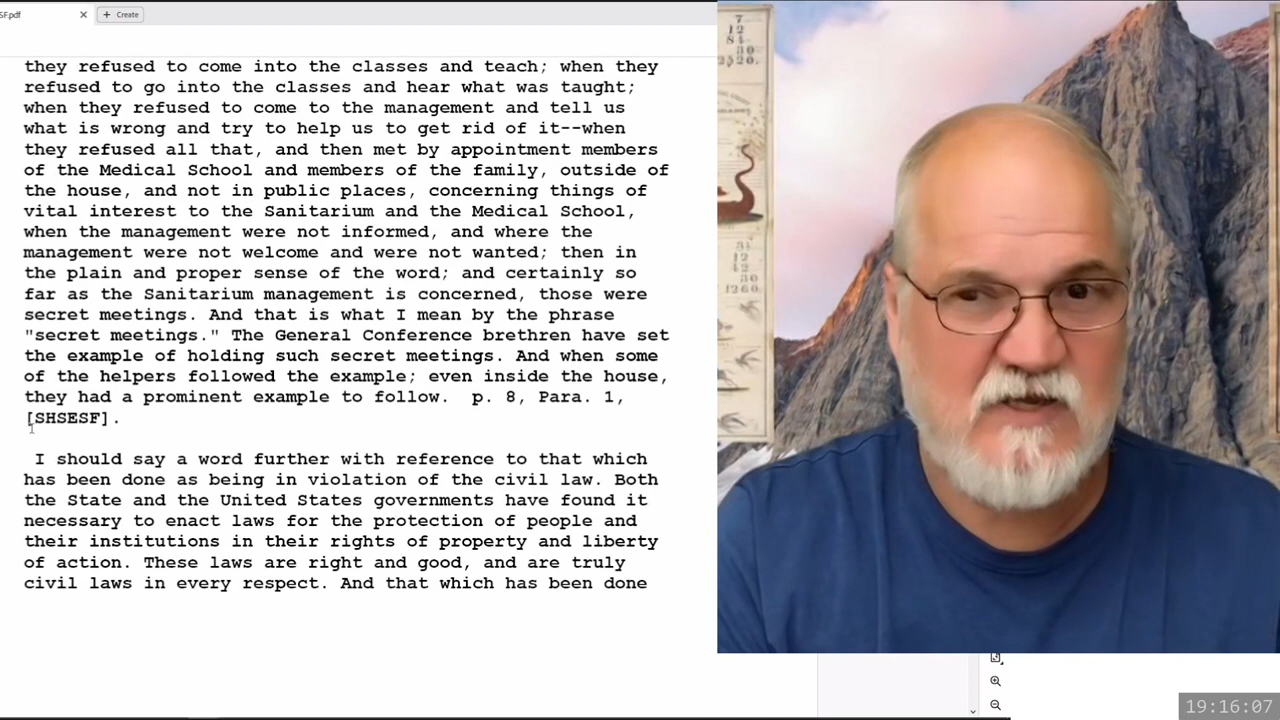 SF.pdf
Create
they refused to come into the classes and teach; when they
refused to go into the classes and hear what was taught;
when they refused to come to the management and tell us
what is wrong and try to help us to get rid of it--when
they refused all that, and then met by appointment members
of the Medical School and members of the family, outside of
the house, and not in public places, concerning things of
vital interest to the Sanitarium and the Medical School,
when the management were not informed, and where the
management were not welcome and were not wanted; then in
the plain and proper sense of the word; and certainly so
far as the Sanitarium management is concerned, those were
secret meetings. And that is what I mean by the phrase
"secret meetings." The General Conference brethren have set
the example of holding such secret meetings. And when some
of the helpers followed the example; even inside the house,
they had a prominent example to follow. p. 8, Para. 1,
[SHSESF].
I should say a word further with reference to that which
has been done as being in violation of the civil law. Both
the State and the United States governments have found it
necessary to enact laws for the protection of people and
their institutions in their rights of property and liberty
of action. These laws are right and good, and are truly
civil laws in every respect. And that which has been done
7
12
30
2520.
12
42
30
1260
19:16:07